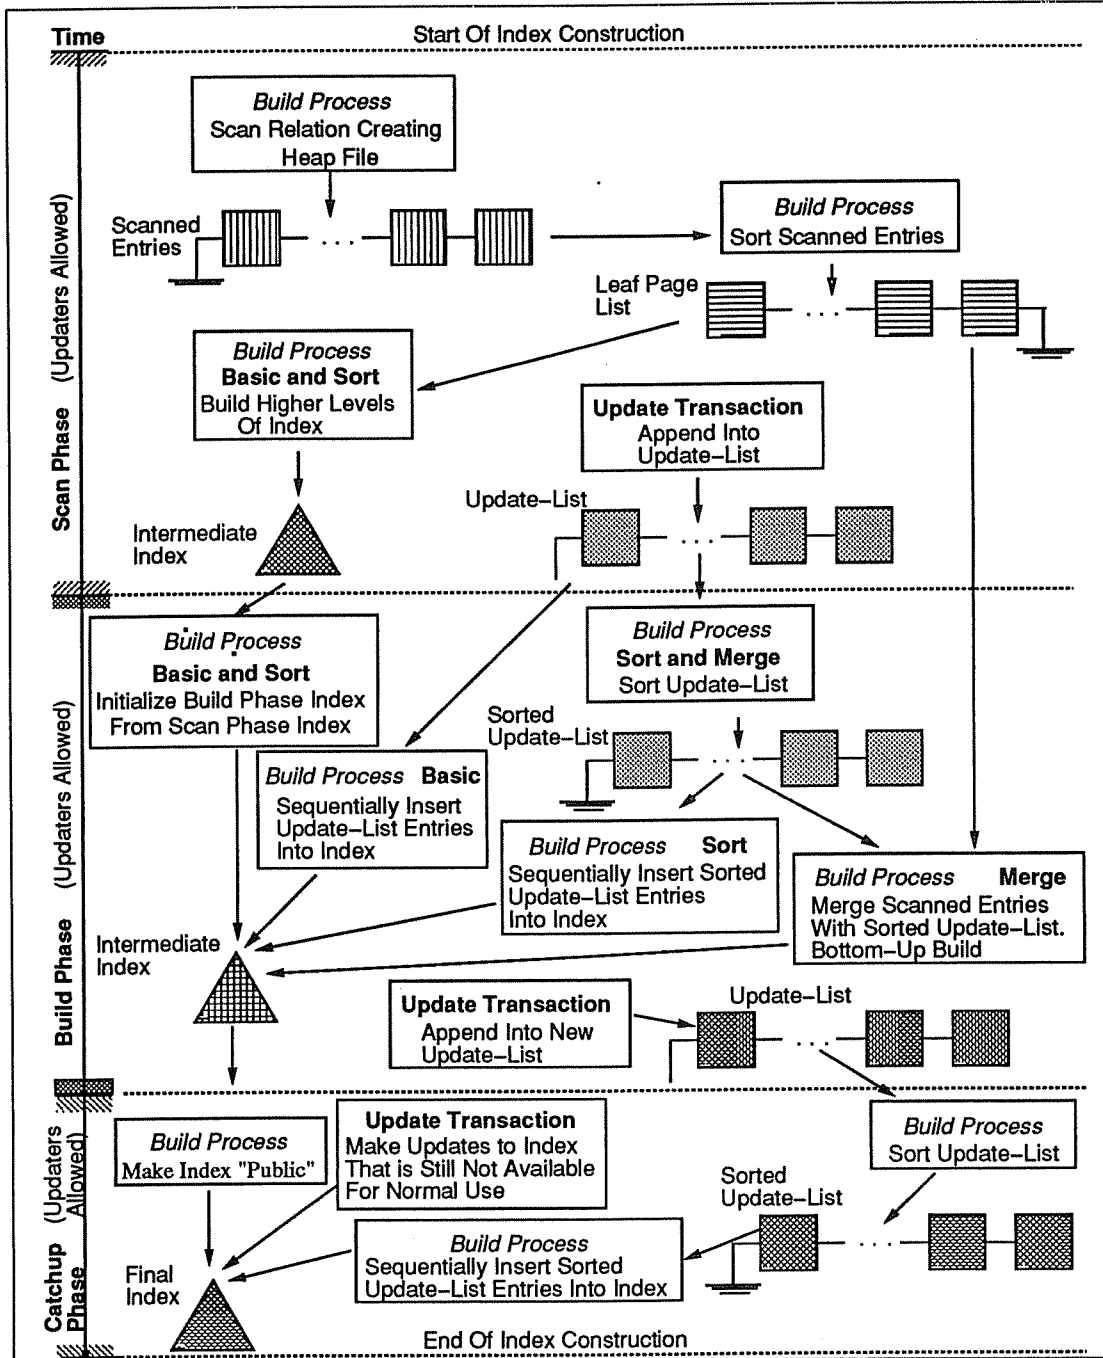 Time
Start Of Index Construction
Build Process
Scan Relation Creating
Heap File
Scanned
Entries
. . .
Build Process
Sort Scanned Entries
Leaf Page
List
. . .
Scan Phase (Updaters Allowed)
Build Process
Basic and Sort
Build Higher Levels
Of Index
Update Transaction
Append Into
Update-List
Update-List
. . .
Intermediate
Index
Build Phase (Updaters Allowed)
Build Process
Basic and Sort
Initialize Build Phase Index
From Scan Phase Index
Build Process
Sort and Merge
Sort Update-List
Sorted
Update-List
. . .
Build Process Basic
Sequentially Insert
Update-List Entries
Into Index
Build Process Sort
Sequentially Insert Sorted
Update-List Entries
Into Index
Build Process Merge
Merge Scanned Entries
With Sorted Update-List.
Bottom-Up Build
Intermediate
Index
Update Transaction
Append Into New
Update-List
Update-List
. . .
Catchup Phase (Updaters Allowed)
Build Process
Make Index "Public"
Update Transaction
Make Updates to Index
That is Still Not Available
For Normal Use
Build Process
Sort Update-List
Sorted
Update-List
. . .
Build Process
Sequentially Insert Sorted
Update-List Entries Into Index
Final
Index
End Of Index Construction